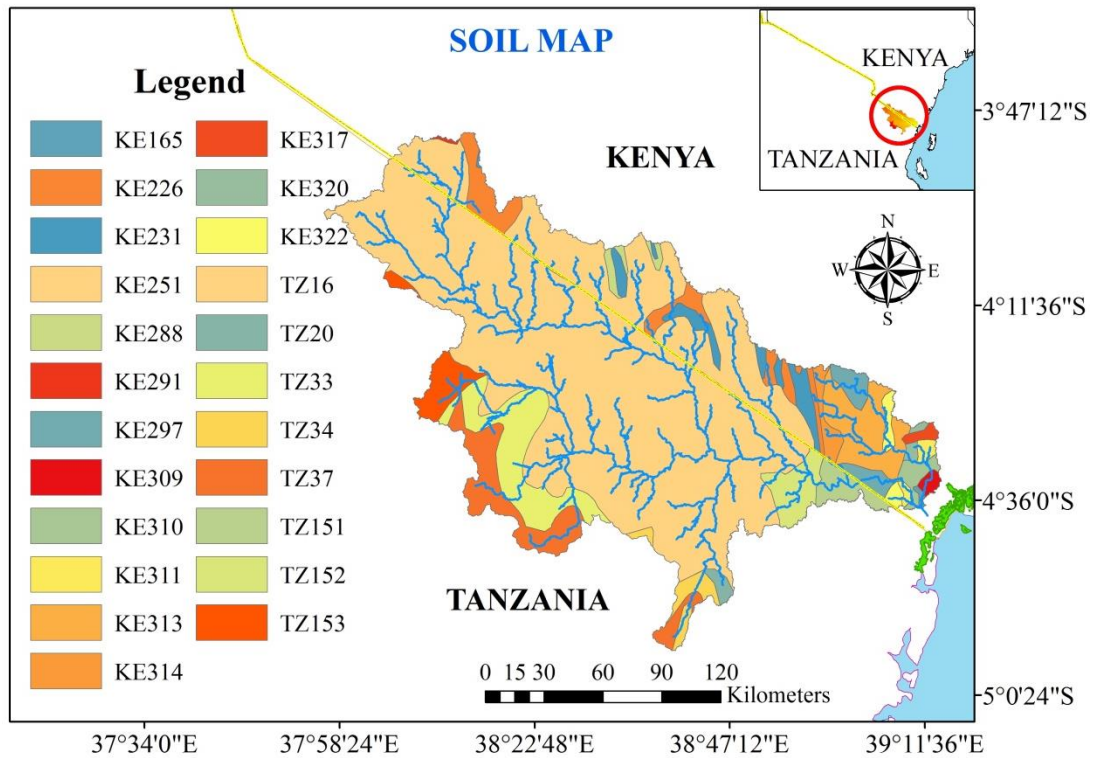 SOIL MAP
Legend
KE165
KE226
KE231
KE251
KE288
KE291
KE297
KE309
KE310
KE311
KE313
KE314
KE317
KE320
KE322
TZ16
TZ20
TZ33
TZ34
TZ37
TZ151
TZ152
TZ153
KENYA
TANZANIA
KENYA
TANZANIA
N
W
E
S
0 15 30 60 90 120
Kilometers
3°47'12"S
4°11'36"S
4°36'0"S
5°0'24"S
37°34'0"E
37°58'24"E
38°22'48"E
38°47'12"E
39°11'36"E